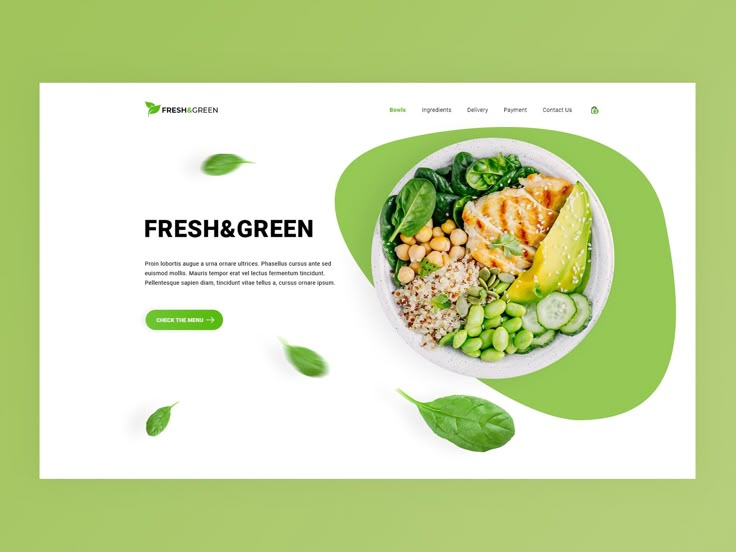 FRESH&GREEN
Bowls Ingredients Delivery Payment Contact Us
FRESH&GREEN
Proin lobortis augue a urna ornare ultrices. Phasellus cursus ante sed
euismod mollis. Mauris tempor erat vel lectus fermentum tincidunt.
Pellentesque sapien diam, tincidunt vitae tellus a, cursus ornare ipsum.
CHECK THE MENU